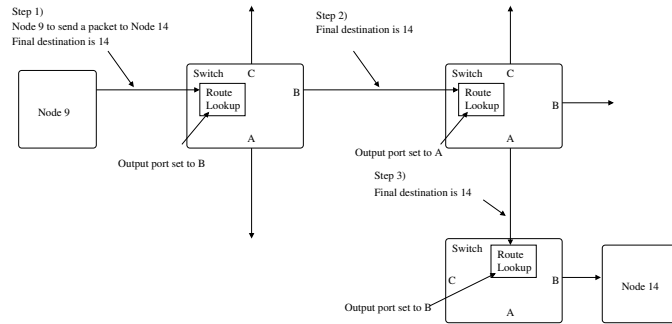 Step 1)
Node 9 to send a packet to Node 14
Final destination is 14
Step 2)
Final destination is 14
Switch C
Route
Lookup
B
A
Node 9
Output port set to B
Switch C
Route
Lookup
B
A
Output port set to A
Step 3)
Final destination is 14
Switch
Route
Lookup
C
B
A
Output port set to B
Node 14